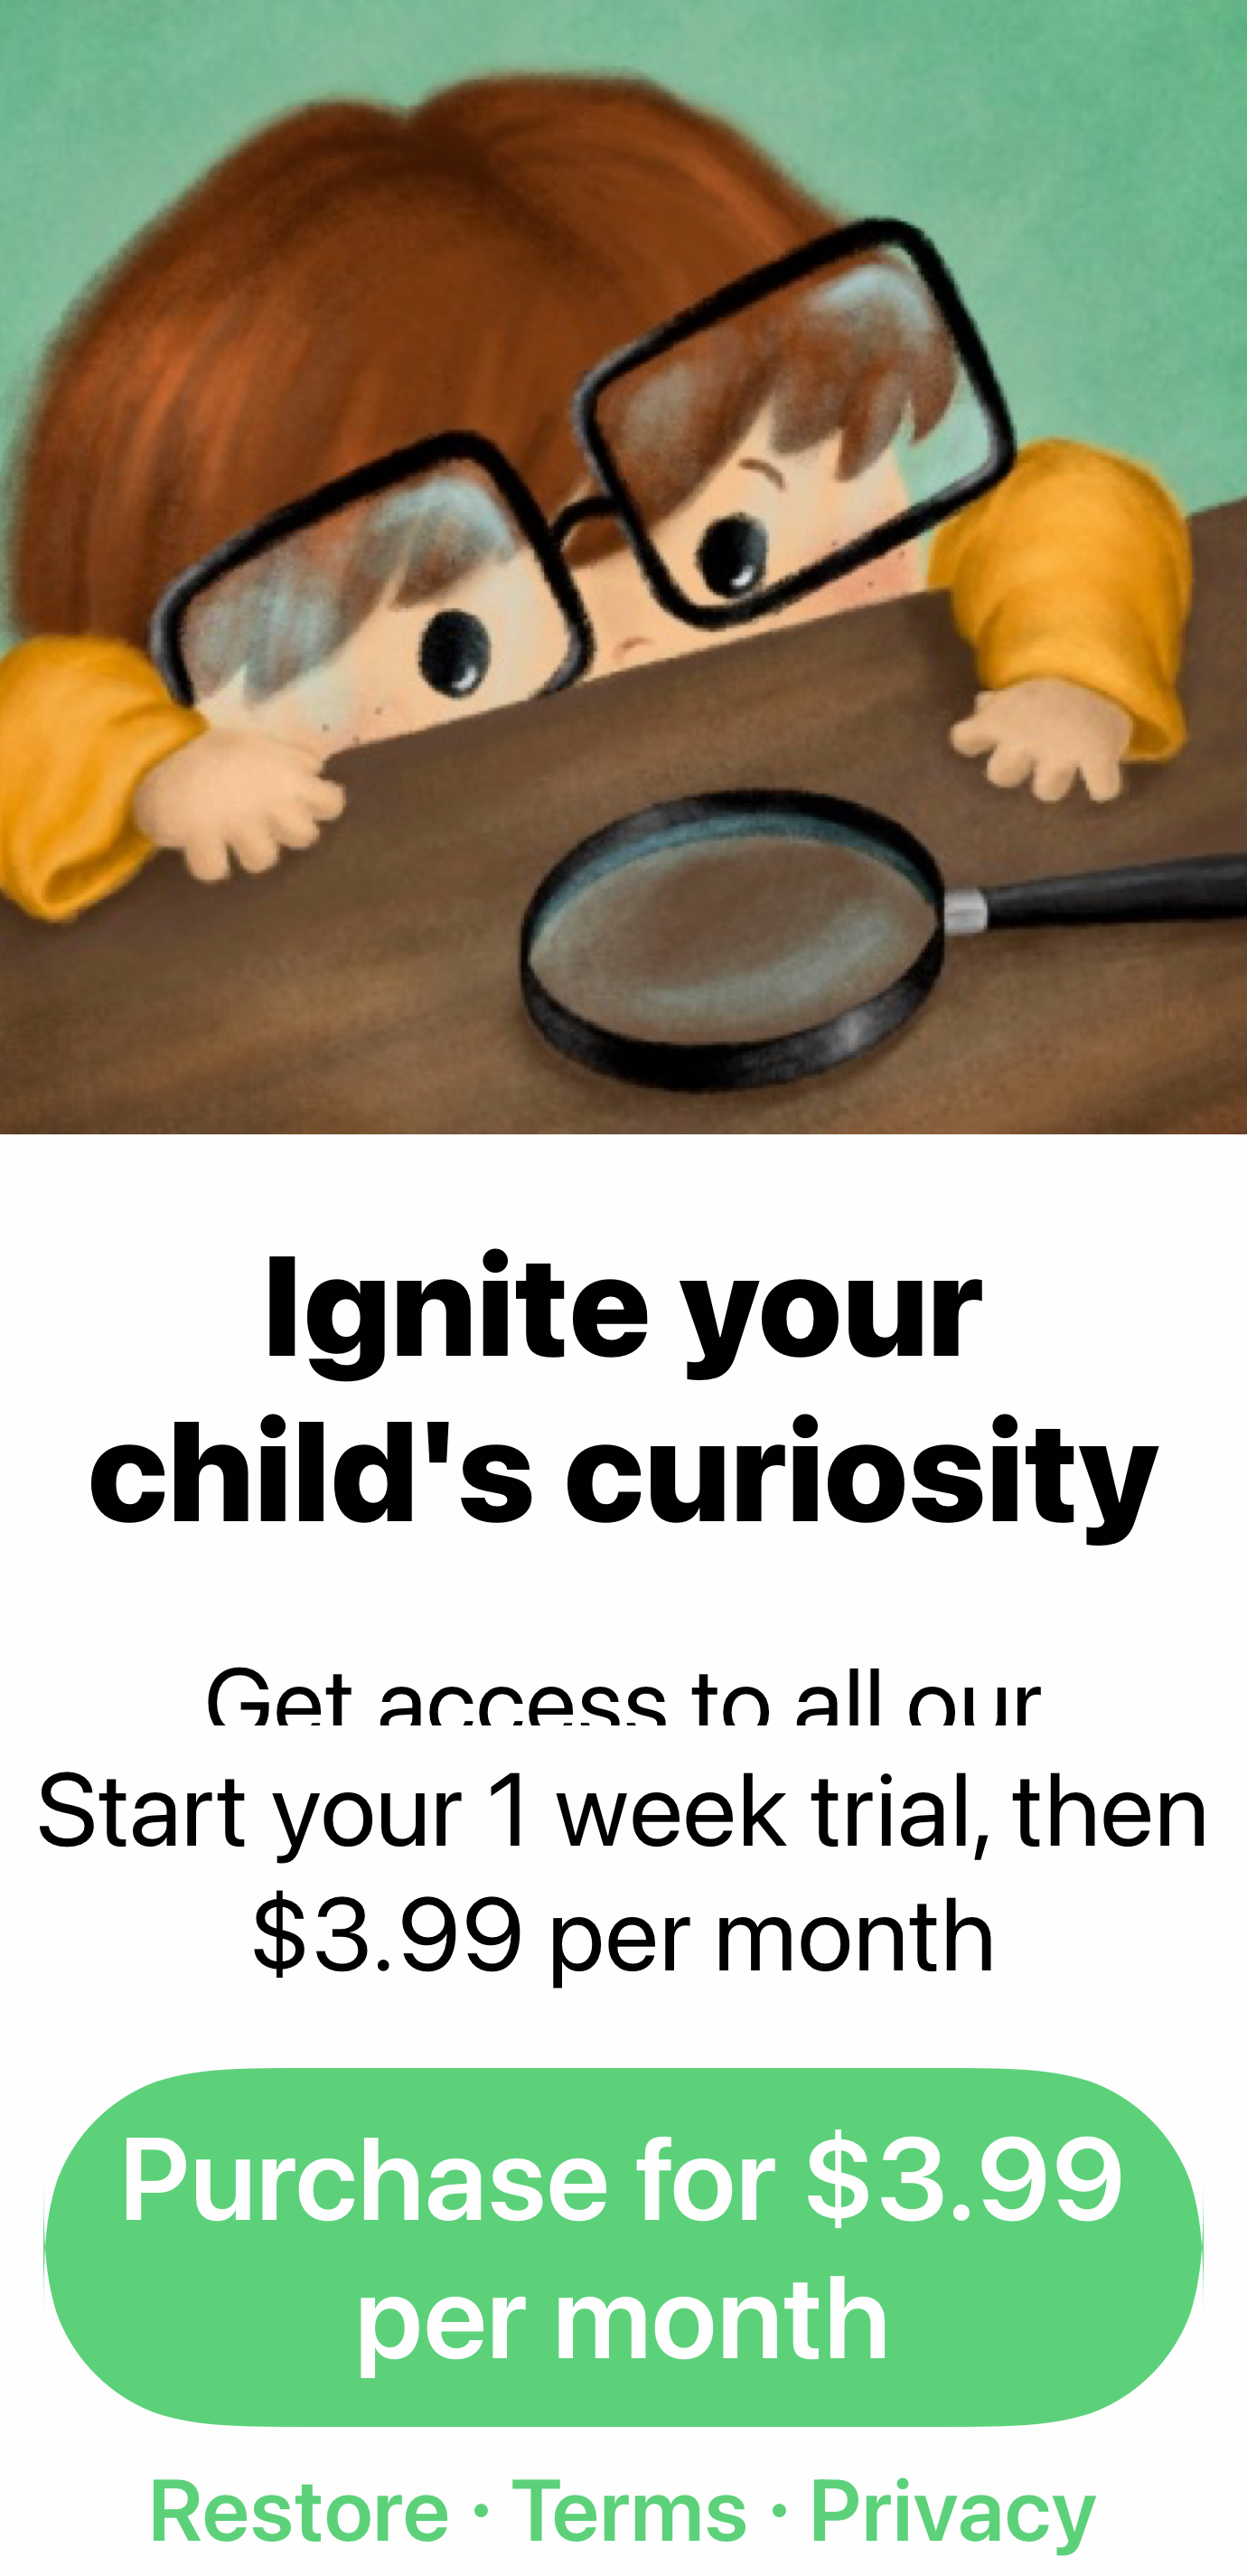 Ignite your
child's curiosity
Get access to all our
Start your 1 week trial, then
$3.99 per month
Purchase for $3.99
per month
Restore · Terms · Privacy